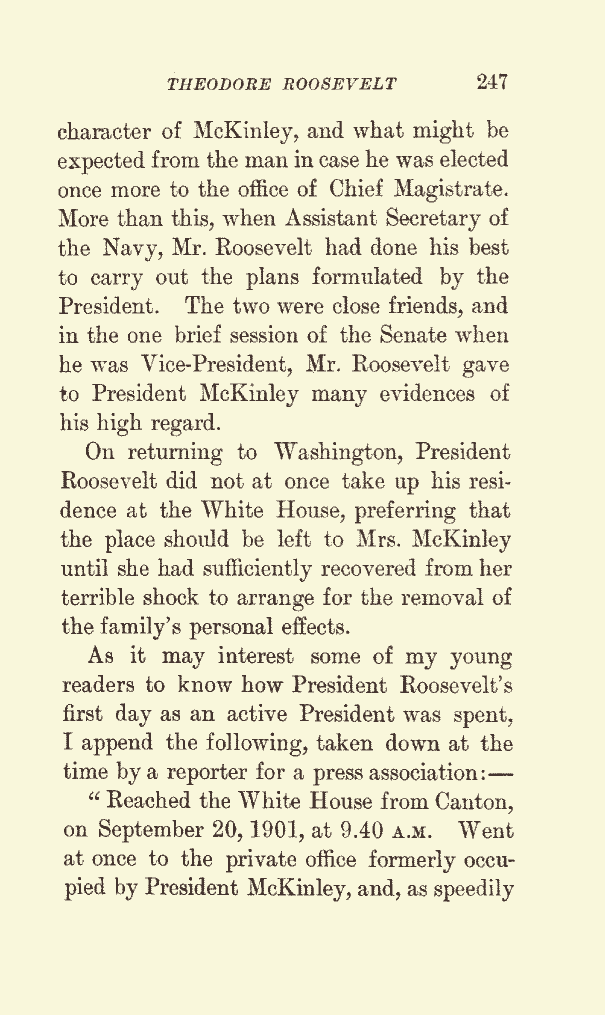 THEODORE ROOSEVELT 247
character of McKinley, and what might be
expected from the man in case he was elected
once more to the office of Chief Magistrate.
More than this, when Assistant Secretary of
the Navy, Mr. Roosevelt had done his best
to carry out the plans formulated by the
President. The two were close friends, and
in the one brief session of the Senate when
he was Vice-President, Mr. Roosevelt gave
to President McKinley many evidences of
his high regard.
On returning to Washington, President
Roosevelt did not at once take up his resi-
dence at the White House, preferring that
the place should be left to Mrs. McKinley
until she had sufficiently recovered from her
terrible shock to arrange for the removal of
the family's personal effects.
As it may interest some of my young
readers to know how President Roosevelt's
first day as an active President was spent,
I append the following, taken down at the
time by a reporter for a press association:—
“ Reached the White House from Canton,
on September 20, 1901, at 9.40 A.M. Went
at once to the private office formerly occu-
pied by President McKinley, and, as speedily